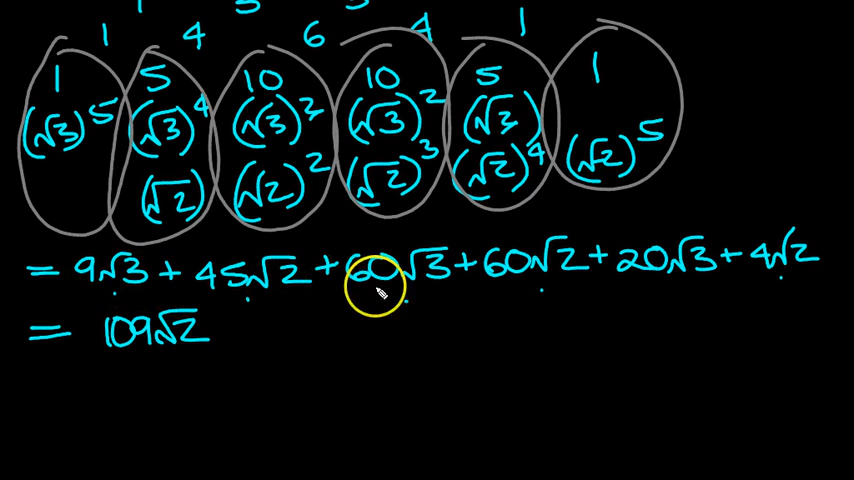 1 4 6 4 1
1 5 10 10 5 1
(√3)⁵ (√3)⁴ (√3)³ (√3)² (√3)
(√2) (√2)² (√2)³ (√2)⁴ (√2)⁵
= 9√3 + 45√2 + 60√3 + 60√2 + 20√3 + 4√2
= 109√2